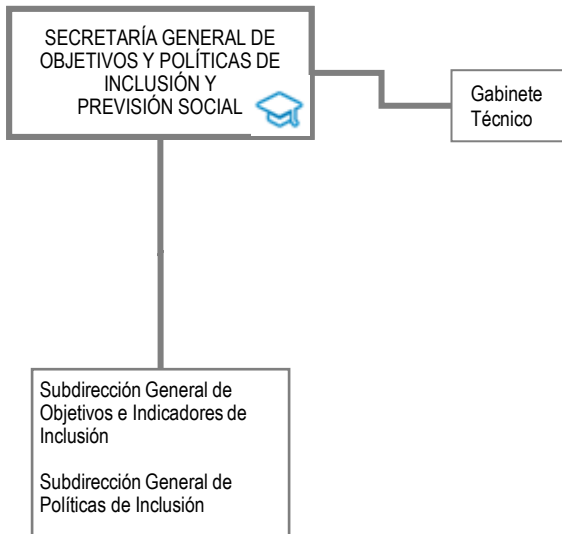 SECRETARÍA GENERAL DE
OBJETIVOS Y POLÍTICAS DE
INCLUSIÓN Y
PREVISIÓN SOCIAL
Gabinete
Técnico
Subdirección General de
Objetivos e Indicadores de
Inclusión
Subdirección General de
Políticas de Inclusión